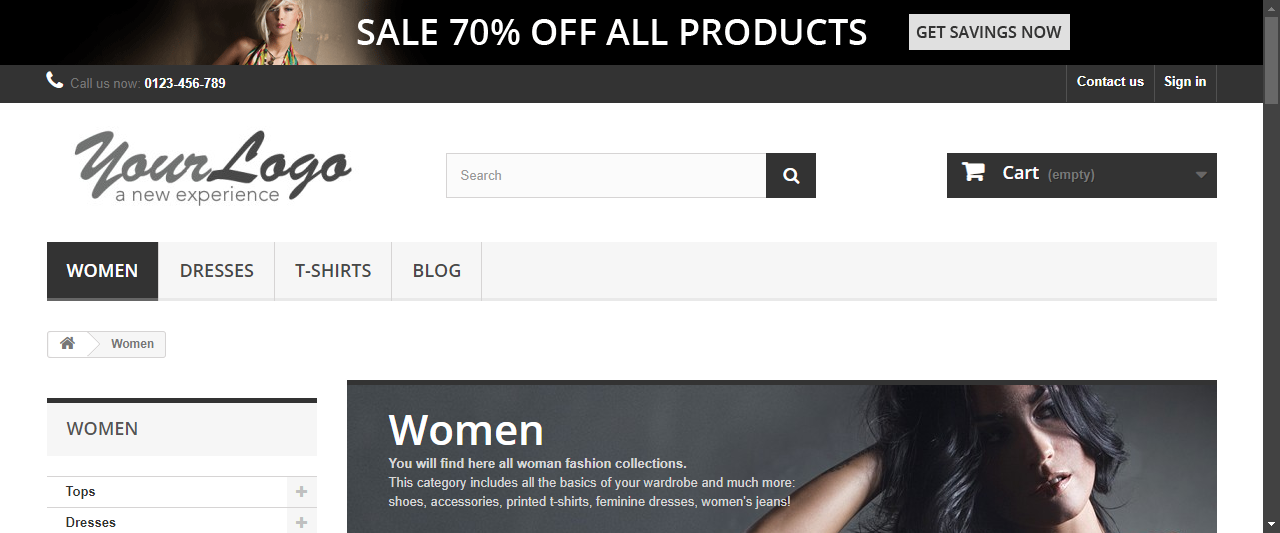 SALE 70% OFF ALL PRODUCTS GET SAVINGS NOW
Call us now: 0123-456-789 Contact us Sign in
YourLogo
a new experience
Search
Cart (empty)
WOMEN DRESSES T-SHIRTS BLOG
Women
WOMEN
Tops
Dresses
Women
You will find here all woman fashion collections.
This category includes all the basics of your wardrobe and much more:
shoes, accessories, printed t-shirts, feminine dresses, women's jeans!